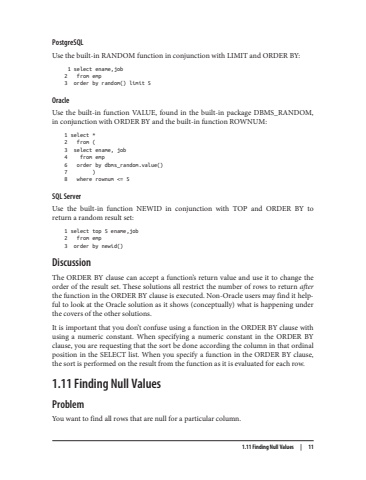 PostgreSQL
Use the built-in RANDOM function in conjunction with LIMIT and ORDER BY:
1 select ename,job
2 from emp
3 order by random() limit 5
Oracle
Use the built-in function VALUE, found in the built-in package DBMS_RANDOM,
in conjunction with ORDER BY and the built-in function ROWNUM:
1 select *
2 from (
3 select ename, job
4 from emp
6 order by dbms_random.value()
7 )
8 where rownum <= 5
SQL Server
Use the built-in function NEWID in conjunction with TOP and ORDER BY to
return a random result set:
1 select top 5 ename,job
2 from emp
3 order by newid()
Discussion
The ORDER BY clause can accept a function's return value and use it to change the
order of the result set. These solutions all restrict the number of rows to return after
the function in the ORDER BY clause is executed. Non-Oracle users may find it help-
ful to look at the Oracle solution as it shows (conceptually) what is happening under
the covers of the other solutions.
It is important that you don't confuse using a function in the ORDER BY clause with
using a numeric constant. When specifying a numeric constant in the ORDER BY
clause, you are requesting that the sort be done according the column in that ordinal
position in the SELECT list. When you specify a function in the ORDER BY clause,
the sort is performed on the result from the function as it is evaluated for each row.
1.11 Finding Null Values
Problem
You want to find all rows that are null for a particular column.
1.11 Finding Null Values | 11